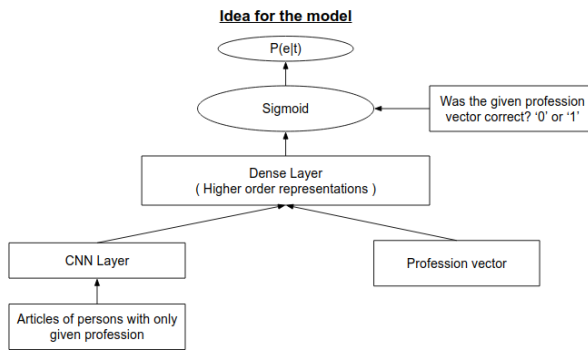 Idea for the model
P(e|t)
Sigmoid
Was the given profession
vector correct? ‘0’ or ‘1’
Dense Layer
( Higher order representations )
CNN Layer
Profession vector
Articles of persons with only
given profession